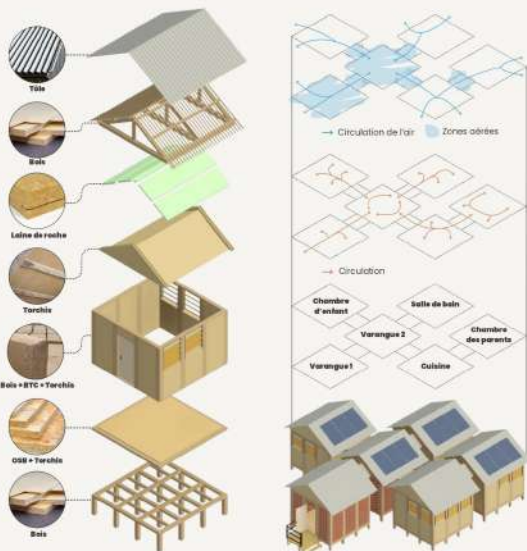 Tôle
Bois
Laine de roche
Torchis
Bois + BTC + Torchis
OSB + Torchis
Bois
Circulation de l'air
Zones aérées
Circulation
Chambre
d'enfant
Salle de bain
Varangue 2
Chambre
des parents
Varangue 1
Cuisine